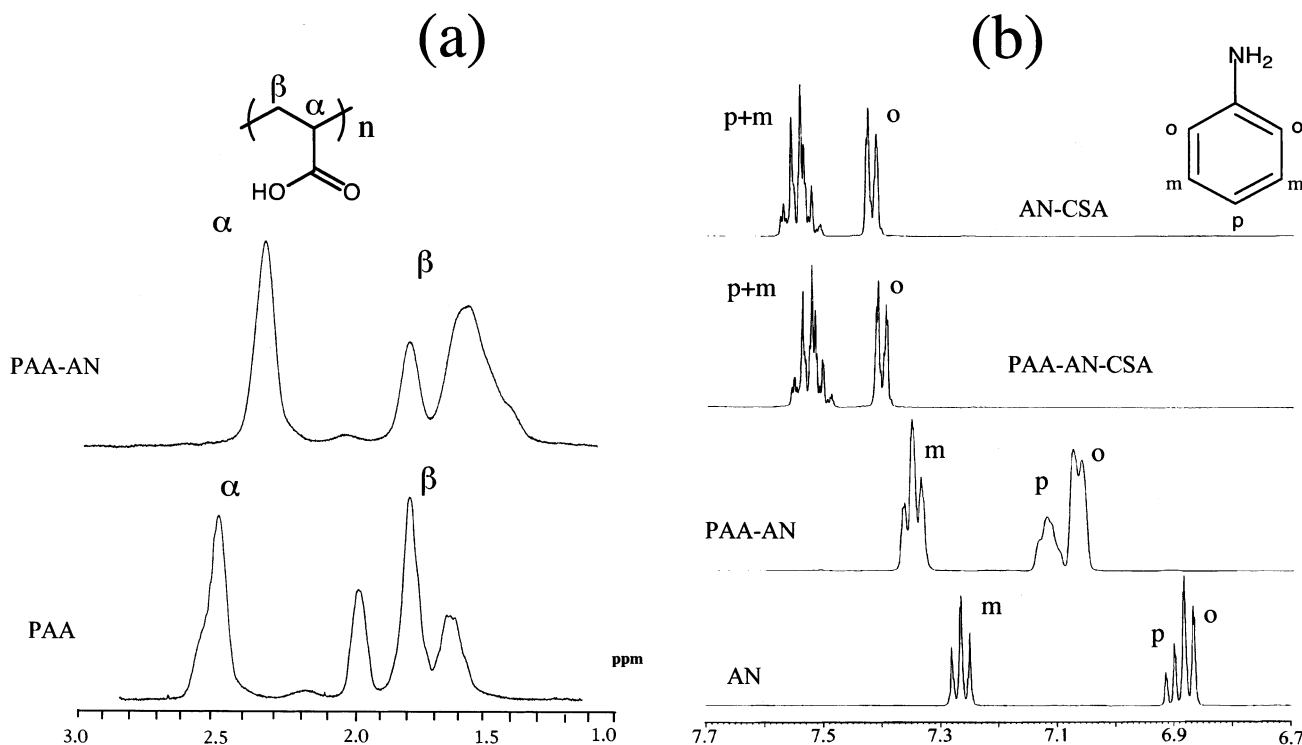 (a)
β
α
n
HO
O
α
β
PAA-AN
α
β
PAA
ppm
3.0 2.5 2.0 1.5 1.0
(b)
NH2
o o
m m
p
p+m o
AN-CSA
p+m o
PAA-AN-CSA
m
p o
PAA-AN
m
p o
AN
7.7 7.5 7.3 7.1 6.9 6.7